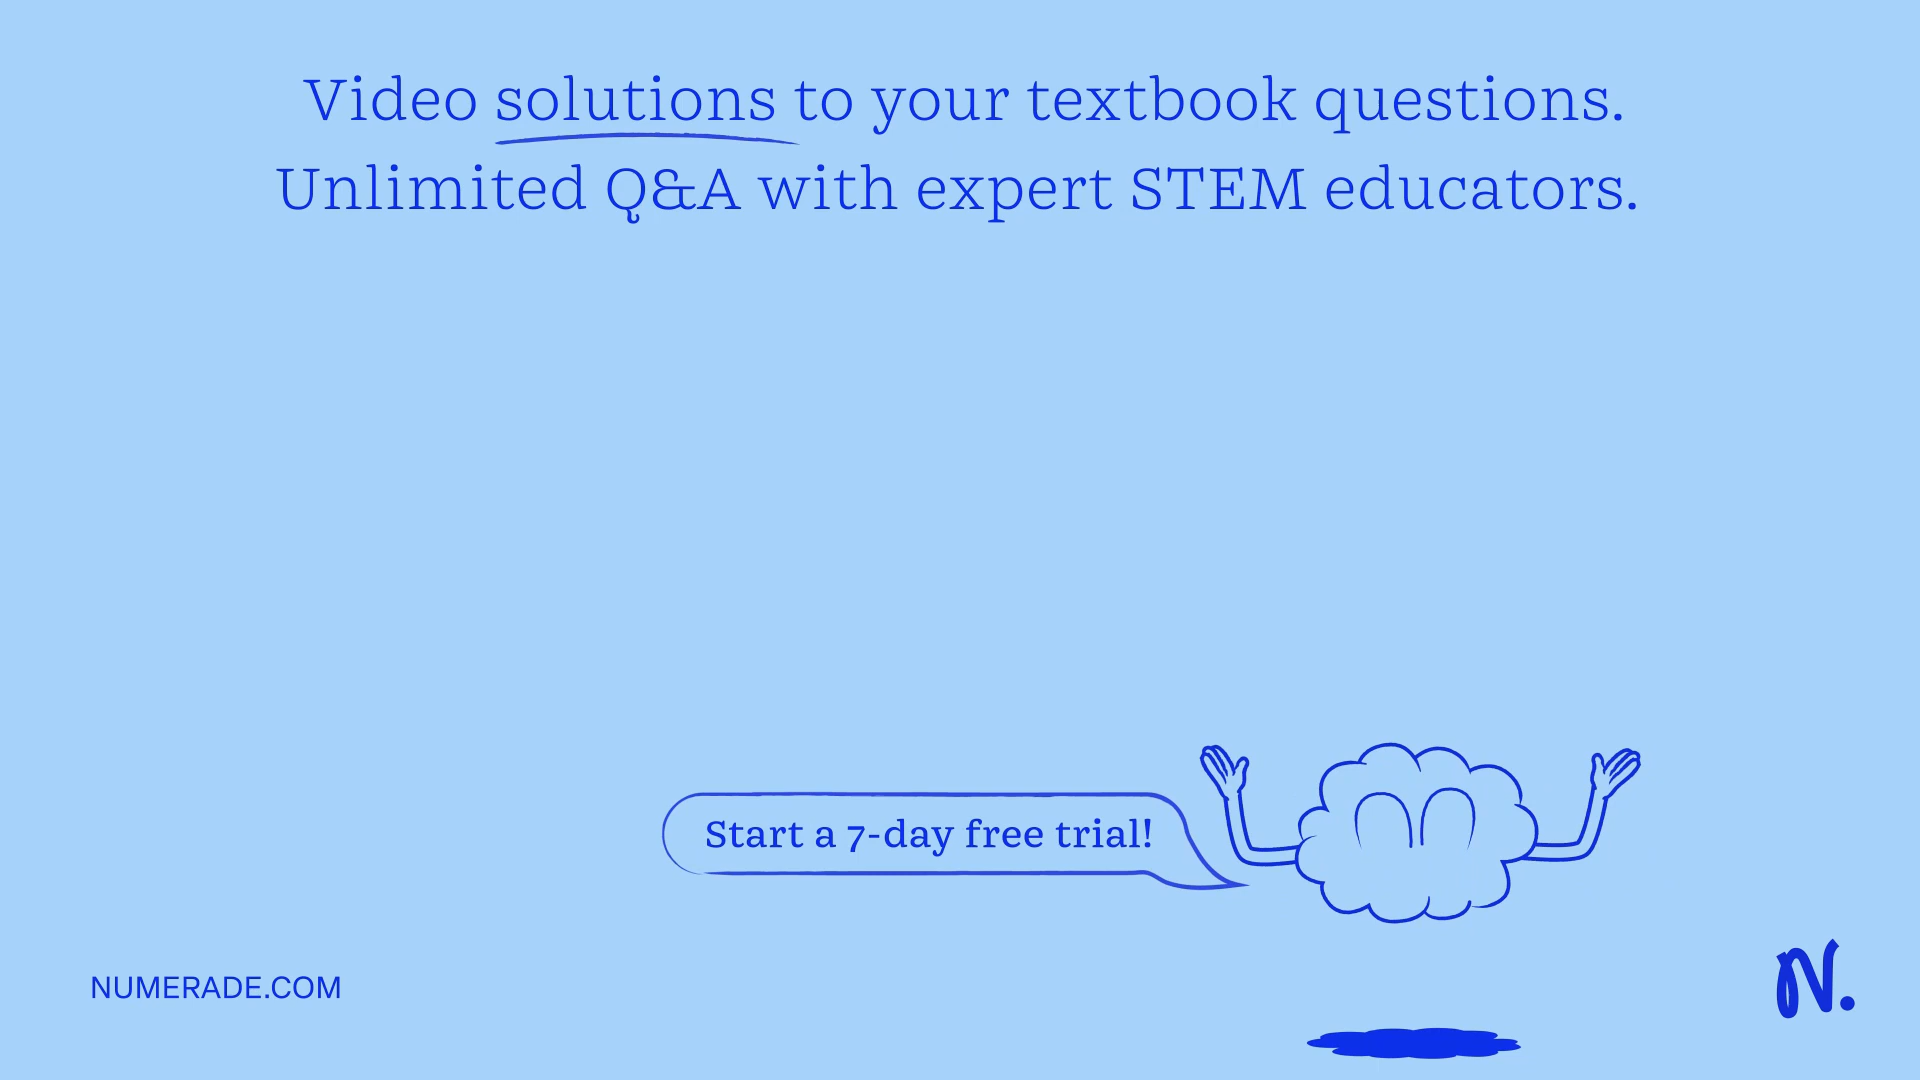 Video solutions to your textbook questions.
Unlimited Q&A with expert STEM educators.
Start a 7-day free trial!
NUMERADE.COM
N.